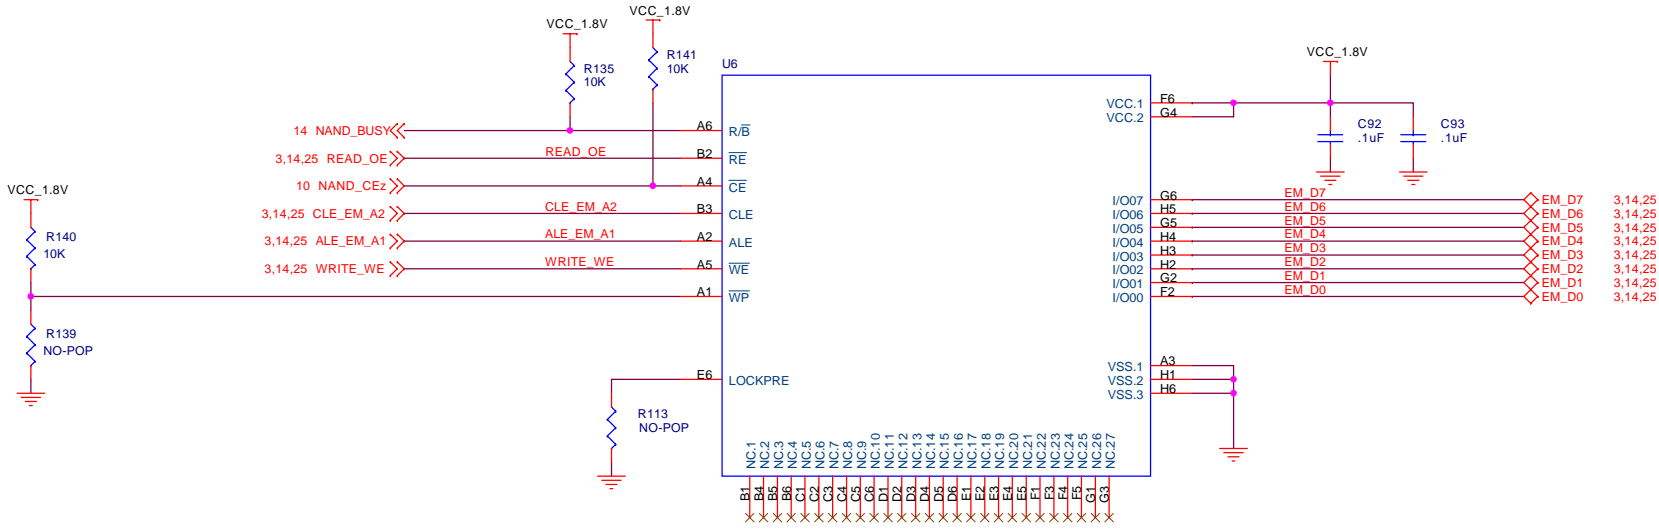 VCC_1.8V
VCC_1.8V
R135
10K
R141
10K
U6
VCC_1.8V
14 NAND_BUSY
A6
R/B
3,14,25 READ_OE
READ_OE
B2
RE
10 NAND_CEz
A4
CE
3,14,25 CLE_EM_A2
CLE_EM_A2
B3
CLE
3,14,25 ALE_EM_A1
ALE_EM_A1
A2
ALE
3,14,25 WRITE_WE
WRITE_WE
A5
WE
A1
WP
VCC_1.8V
R140
10K
R139
NO-POP
E6
LOCKPRE
R113
NO-POP
VCC.1
F6
VCC.2
G4
C92
.1uF
C93
.1uF
I/O07 G6 EM_D7 EM_D7 3,14,25
I/O06 H5 EM_D6 EM_D6 3,14,25
I/O05 G5 EM_D5 EM_D5 3,14,25
I/O04 H4 EM_D4 EM_D4 3,14,25
I/O03 H3 EM_D3 EM_D3 3,14,25
I/O02 H2 EM_D2 EM_D2 3,14,25
I/O01 G2 EM_D1 EM_D1 3,14,25
I/O00 F2 EM_D0 EM_D0 3,14,25
VSS.1 A3
VSS.2 H1
VSS.3 H6
NC.1
NC.2
NC.3
NC.4
NC.5
NC.6
NC.7
NC.8
NC.9
NC.10
NC.11
NC.12
NC.13
NC.14
NC.15
NC.16
NC.17
NC.18
NC.19
NC.20
NC.21
NC.22
NC.23
NC.24
NC.25
NC.26
NC.27
B1
B4
B5
B6
C1
C2
C3
C4
C5
C6
D1
D2
D3
D4
D5
D6
E1
E2
E3
E4
E5
F1
F3
F4
F5
G1
G3